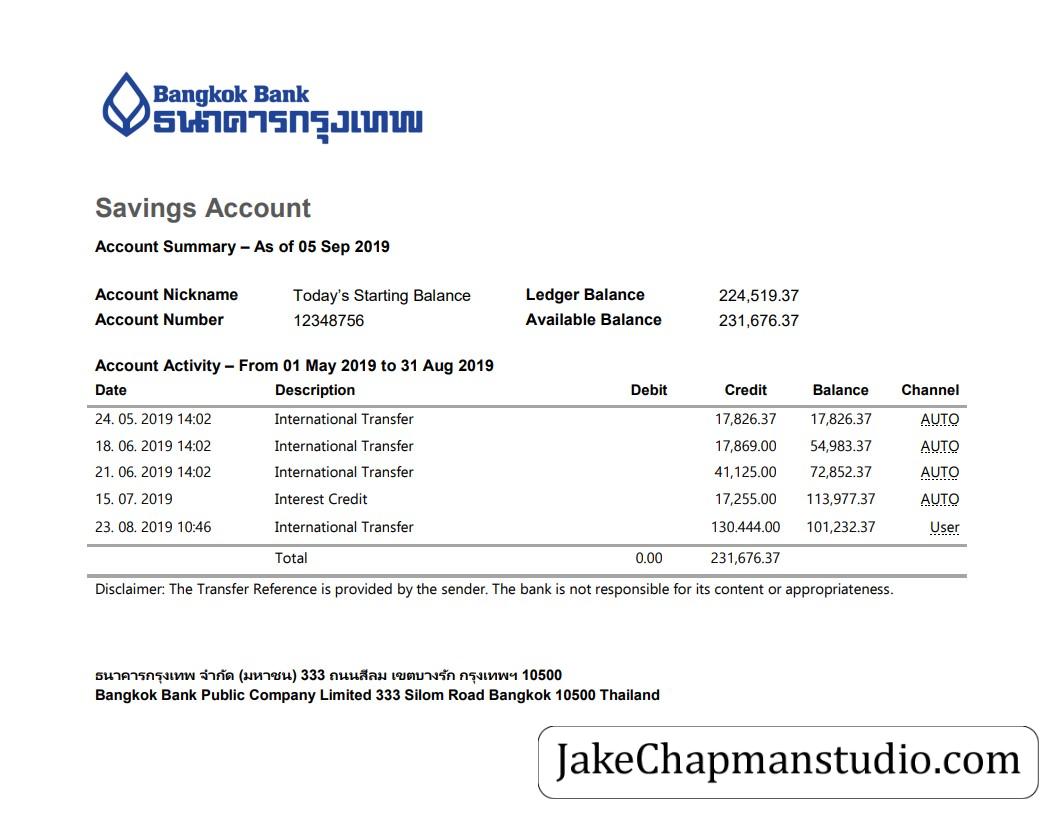 Bangkok Bank
ธนาคารกรุงเทพ
Savings Account
Account Summary – As of 05 Sep 2019
Account Nickname Today's Starting Balance Ledger Balance 224,519.37
Account Number 12348756 Available Balance 231,676.37
Account Activity – From 01 May 2019 to 31 Aug 2019
Date Description Debit Credit Balance Channel
24. 05. 2019 14:02 International Transfer 17,826.37 17,826.37 AUTO
18. 06. 2019 14:02 International Transfer 17,869.00 54,983.37 AUTO
21. 06. 2019 14:02 International Transfer 41,125.00 72,852.37 AUTO
15. 07. 2019 Interest Credit 17,255.00 113,977.37 AUTO
23. 08. 2019 10:46 International Transfer 130.444.00 101,232.37 User
Total 0.00 231,676.37
Disclaimer: The Transfer Reference is provided by the sender. The bank is not responsible for its content or appropriateness.
ธนาคารกรุงเทพ จำกัด (มหาชน) 333 ถนนสีลม เขตบางรัก กรุงเทพฯ 10500
Bangkok Bank Public Company Limited 333 Silom Road Bangkok 10500 Thailand
JakeChapmanstudio.com